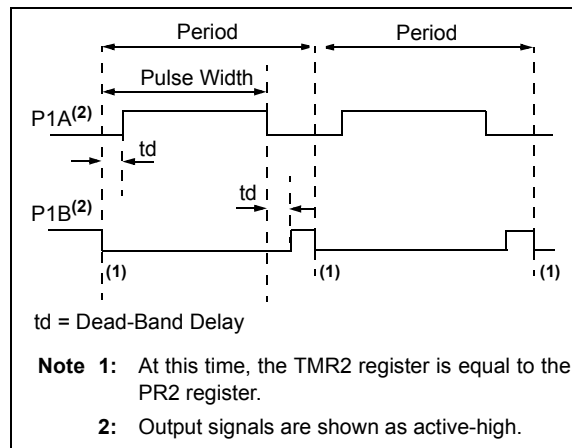 Period
Period
Pulse Width
P1A(2)
td
td
P1B(2)
(1)
(1)
(1)
td = Dead-Band Delay
Note 1: At this time, the TMR2 register is equal to the
PR2 register.
2: Output signals are shown as active-high.